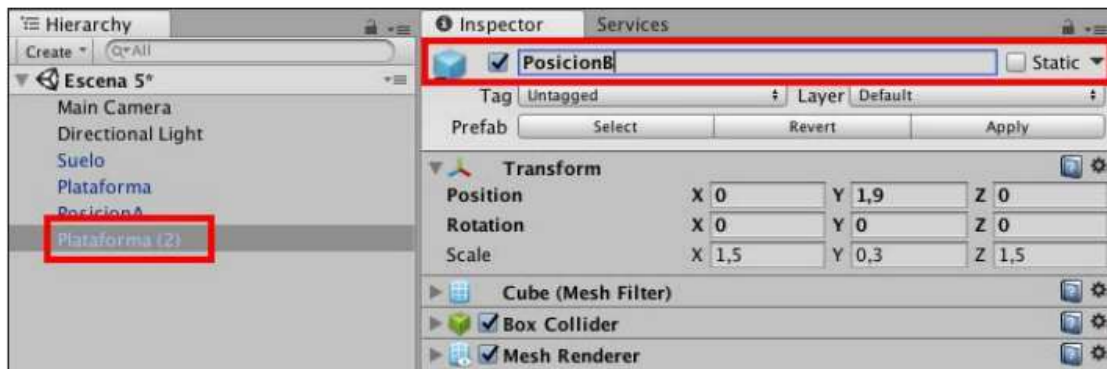 Hierarchy
Create
All
Escena 5*
Main Camera
Directional Light
Suelo
Plataforma
PosicionA
Plataforma (2)
Inspector Services
PosicionB Static
Tag Untagged Layer Default
Prefab Select Revert Apply
Transform
Position X 0 Y 1,9 Z 0
Rotation X 0 Y 0 Z 0
Scale X 1,5 Y 0,3 Z 1,5
Cube (Mesh Filter)
Box Collider
Mesh Renderer